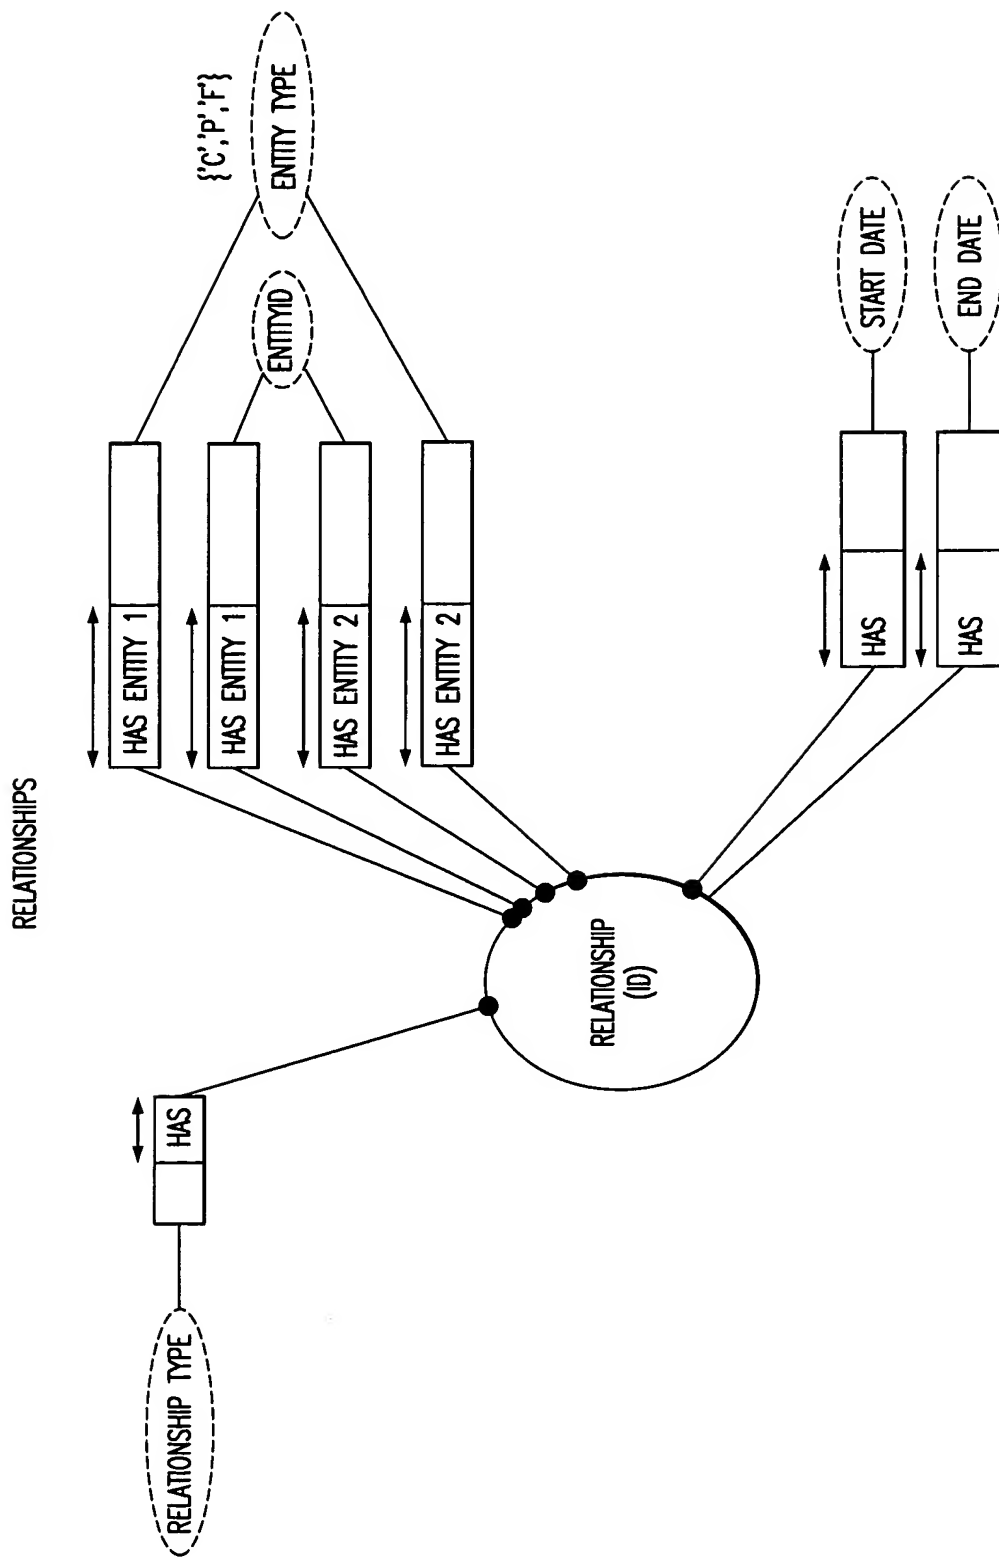 RELATIONSHIPS
RELATIONSHIP TYPE
HAS
HAS ENTITY 1
HAS ENTITY 1
HAS ENTITY 2
HAS ENTITY 2
{'C','P','F'}
ENTITY TYPE
ENTITYID
RELATIONSHIP
(ID)
HAS
START DATE
HAS
END DATE